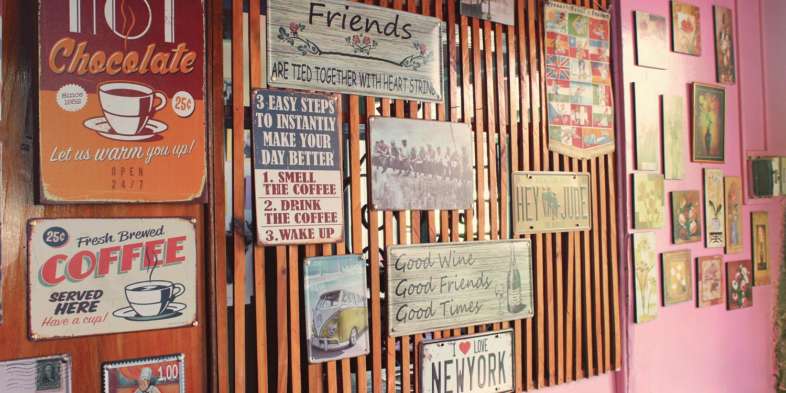 HOT
Chocolate
Since
1952
25¢
Let us warm you up!
OPEN
24/7
25¢
Fresh Brewed
COFFEE
SERVED
HERE
Have a cup!
1,00
Friends
ARE TIED TOGETHER WITH HEART STRINGS
3 EASY STEPS
TO INSTANTLY
MAKE YOUR
DAY BETTER
1. SMELL
THE COFFEE
2. DRINK
THE COFFEE
3. WAKE UP
HEY JUDE
Good Wine
Good Friends
Good Times
I ❤ LOVE
NEWYORK